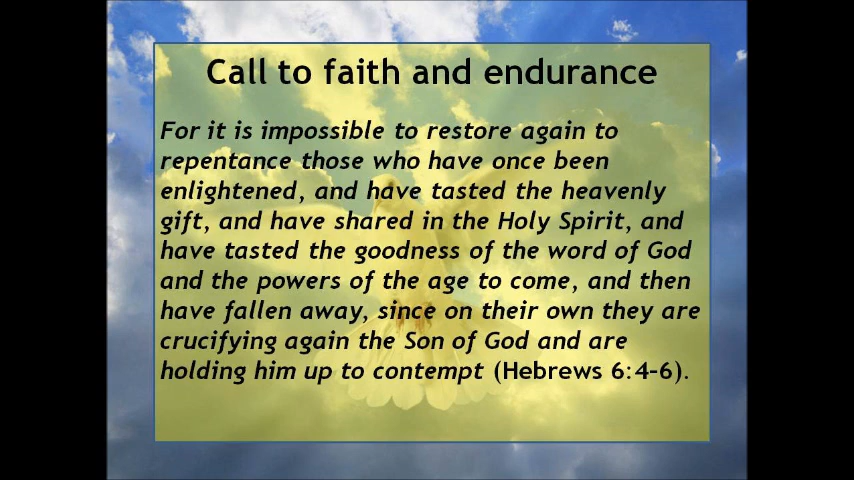 Call to faith and endurance
For it is impossible to restore again to
repentance those who have once been
enlightened, and have tasted the heavenly
gift, and have shared in the Holy Spirit, and
have tasted the goodness of the word of God
and the powers of the age to come, and then
have fallen away, since on their own they are
crucifying again the Son of God and are
holding him up to contempt (Hebrews 6:4-6).